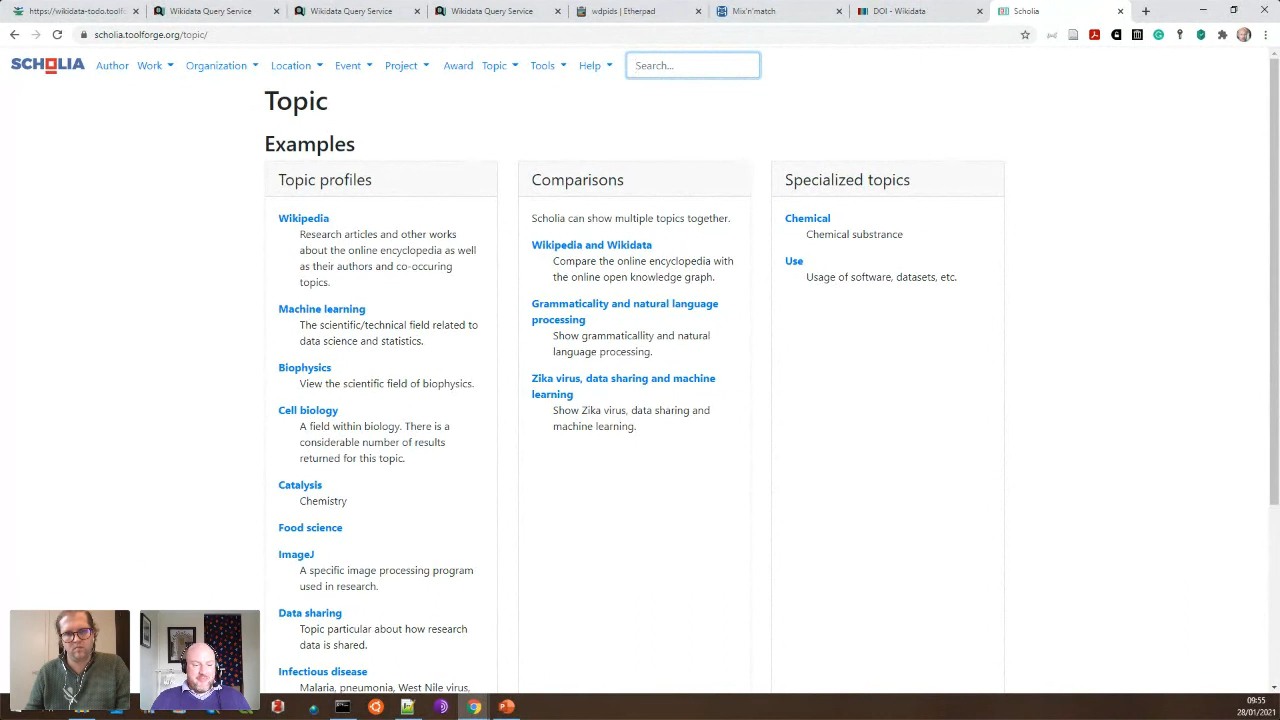 https://wikidata-todo.toolf
Wikidata Query Service
Wikidata Query Service
Wikidata Query Service
wdpids | Etherpad
Mix'n'match
DOI - Wikidata
Scholia
scholia.toolforge.org/topic/
SCHOLIA Author Work Organization Location Event Project Award Topic Tools Help Search...
Topic
Examples
Topic profiles
Wikipedia
Research articles and other works
about the online encyclopedia as well
as their authors and co-occuring
topics.
Machine learning
The scientific/technical field related to
data science and statistics.
Biophysics
View the scientific field of biophysics.
Cell biology
A field within biology. There is a
considerable number of results
returned for this topic.
Catalysis
Chemistry
Food science
ImageJ
A specific image processing program
used in research.
Data sharing
Topic particular about how research
data is shared.
Infectious disease
Malaria, pneumonia, West Nile virus,
Comparisons
Scholia can show multiple topics together.
Wikipedia and Wikidata
Compare the online encyclopedia with
the online open knowledge graph.
Grammaticality and natural language
processing
Show grammaticallity and natural
language processing.
Zika virus, data sharing and machine
learning
Show Zika virus, data sharing and
machine learning.
Specialized topics
Chemical
Chemical substrance
Use
Usage of software, datasets, etc.
09:55
28/01/2021